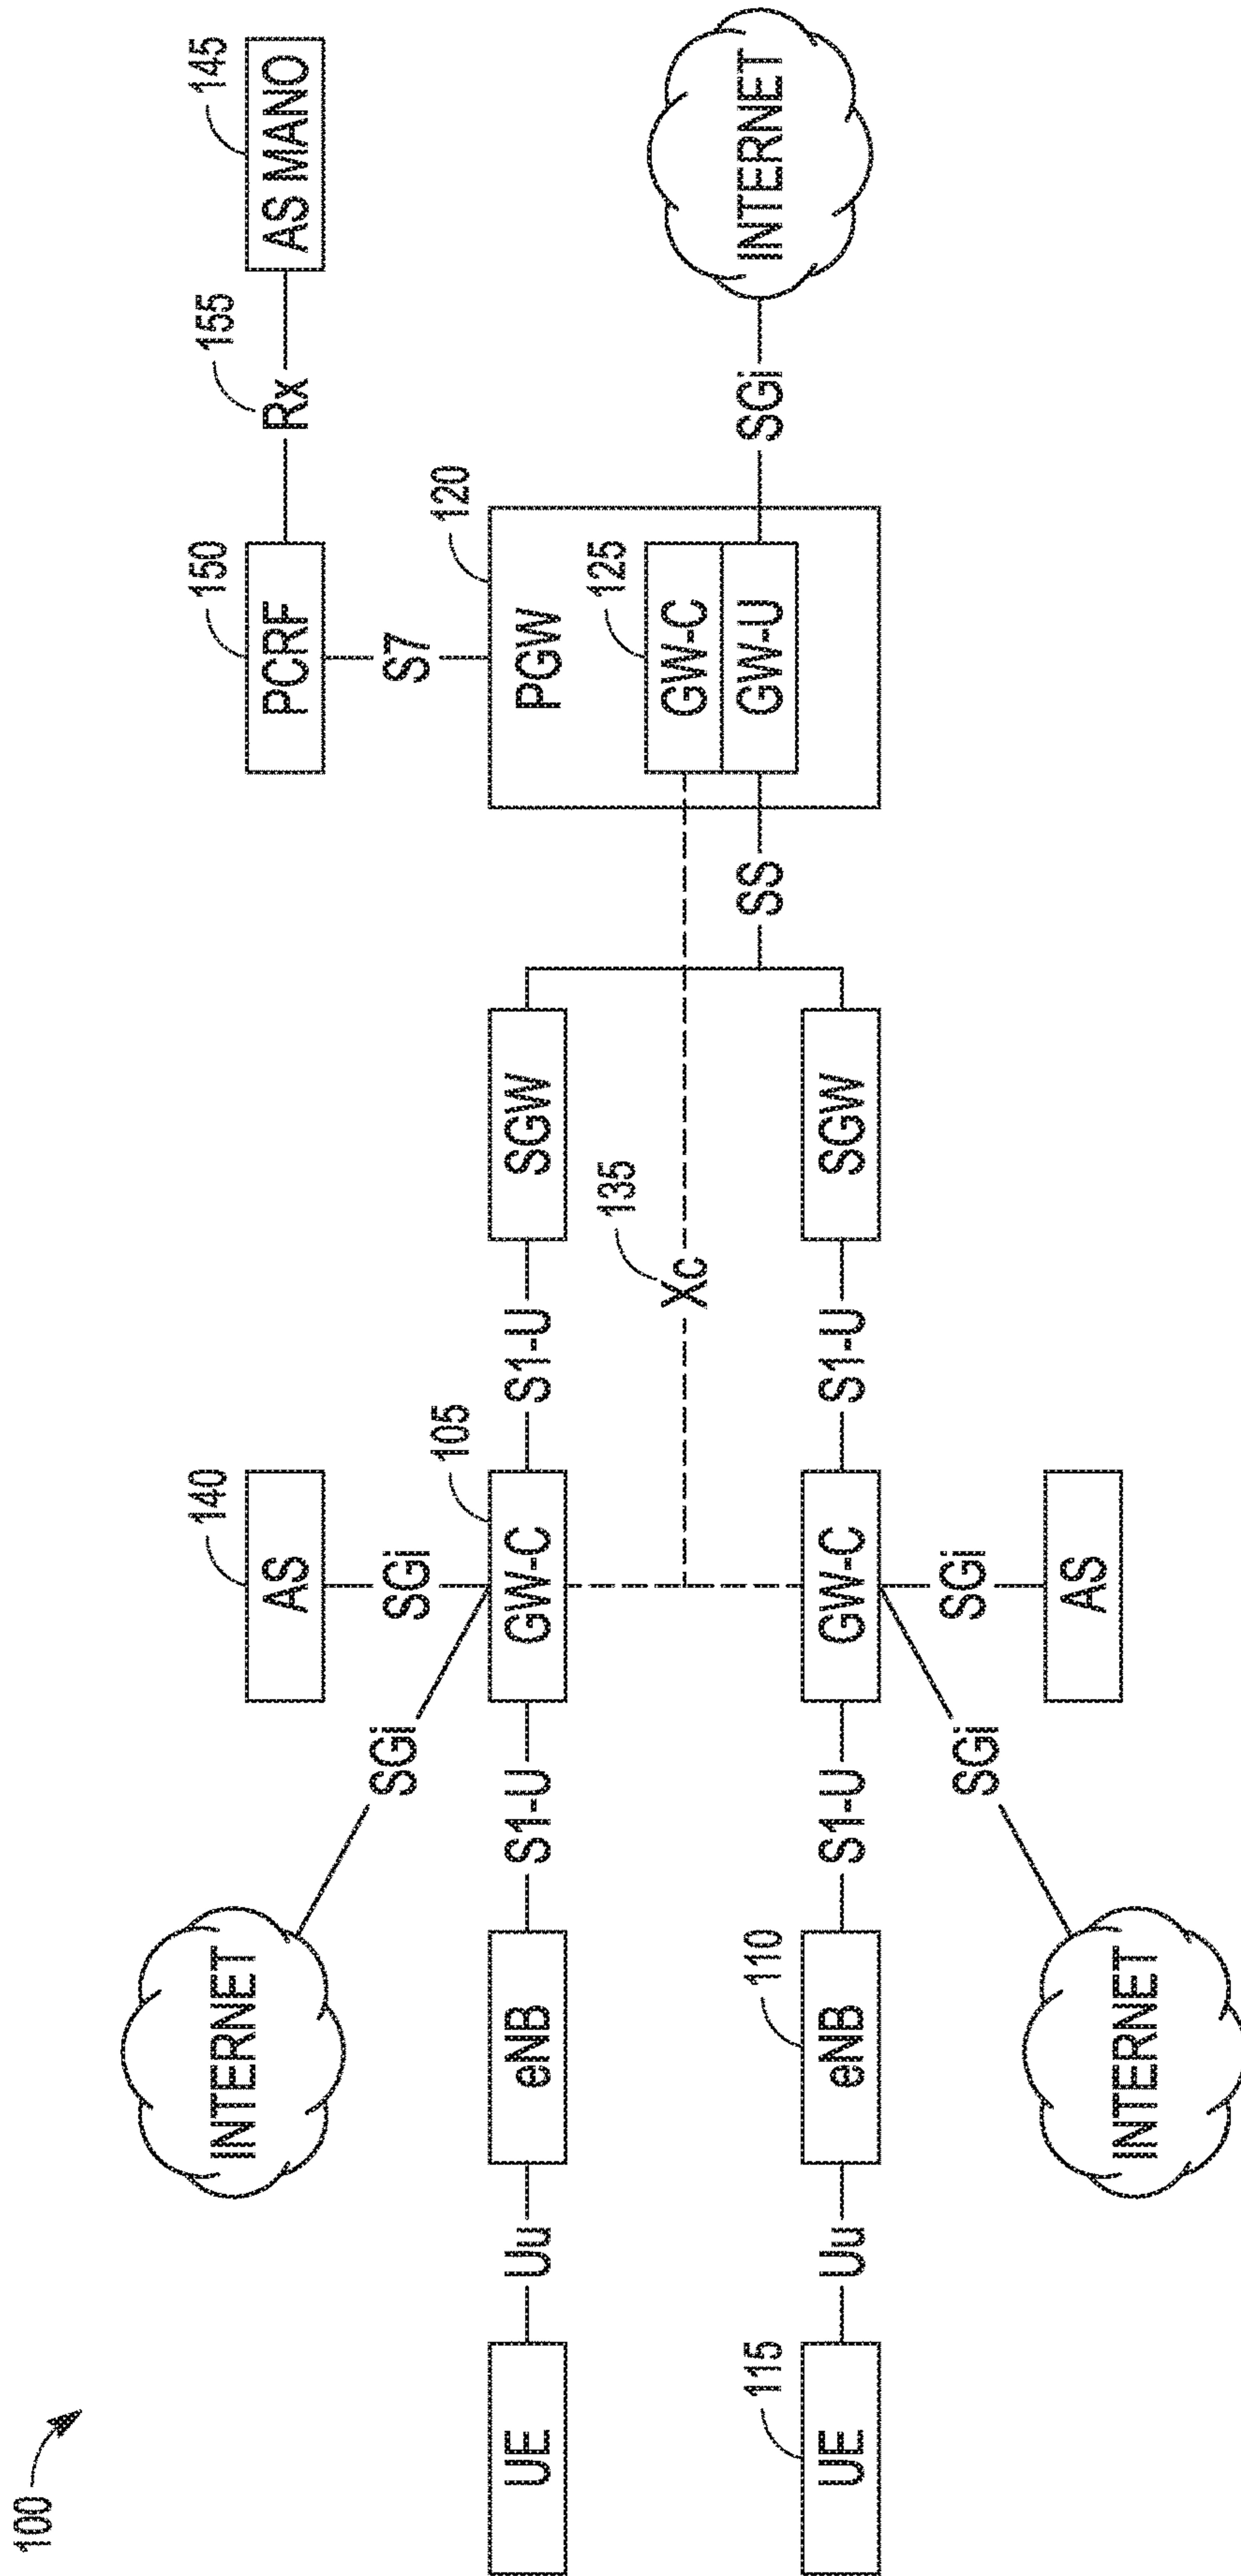 100
INTERNET
SGi
AS
140
SGi
PCRF
150
Rx
155
AS MANO
145
S7
UE
Uu
eNB
S1-U
GW-C
105
S1-U
SGW
PGW
120
Xc
135
GW-C
125
GW-U
SS
SGi
INTERNET
UE
115
Uu
eNB
110
S1-U
GW-C
S1-U
SGW
SGi
SGi
AS
INTERNET